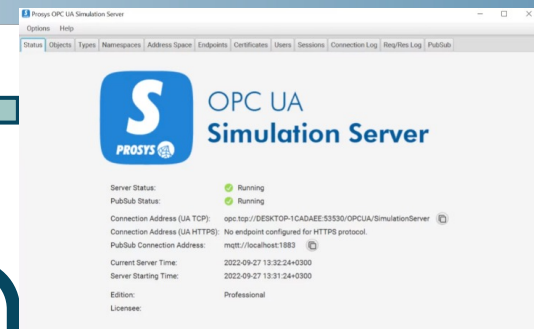 Prosys OPC UA Simulation Server
Options Help
Status Objects Types Namespaces Address Space Endpoints Certificates Users Sessions Connection Log Req/Res Log PubSub
PROSYS
OPC UA
Simulation Server
Server Status: Running
PubSub Status: Running
Connection Address (UA TCP): opc.tcp://DESKTOP-1CADAEE:53530/OPCUA/SimulationServer
Connection Address (UA HTTPS): No endpoint configured for HTTPS protocol.
PubSub Connection Address: mqtt://localhost:1883
Current Server Time: 2022-09-27 13:32:24+0300
Server Starting Time: 2022-09-27 13:31:24+0300
Edition: Professional
Licensee: